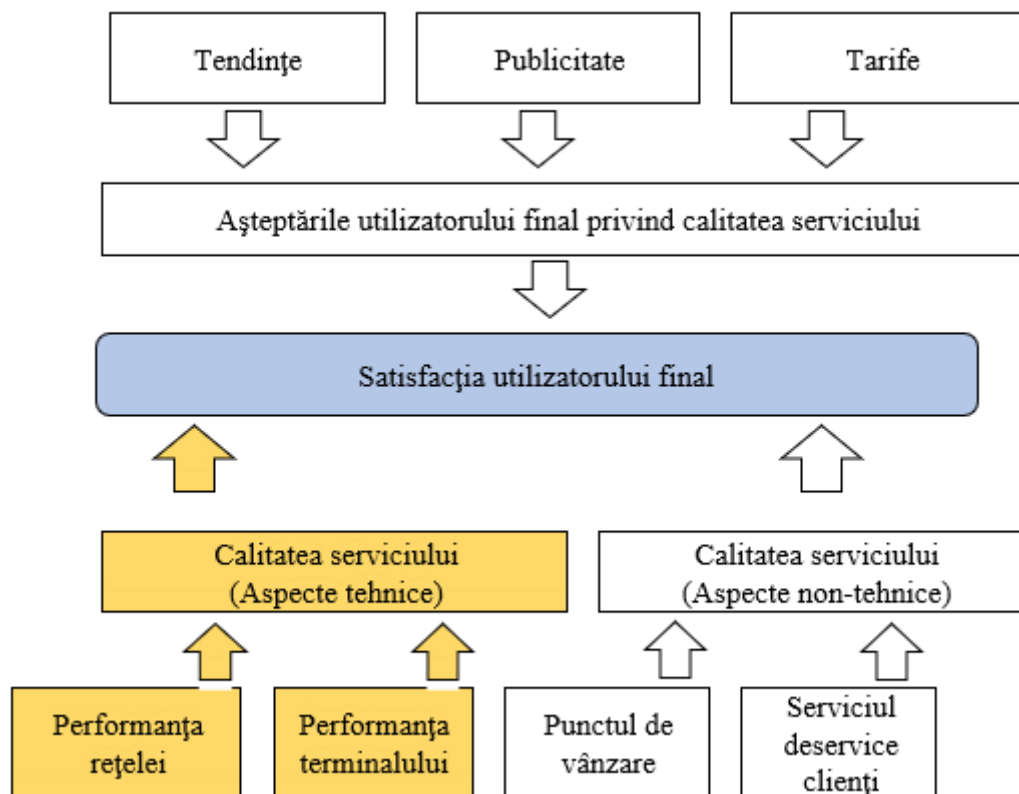 Tendinţe
Publicitate
Tarife
Aşteptările utilizatorului final privind calitatea serviciului
Satisfacţia utilizatorului final
Calitatea serviciului
(Aspecte tehnice)
Calitatea serviciului
(Aspecte non-tehnice)
Performanţa
reţelei
Performanţa
terminalului
Punctul de
vânzare
Serviciul
deservice
clienţi